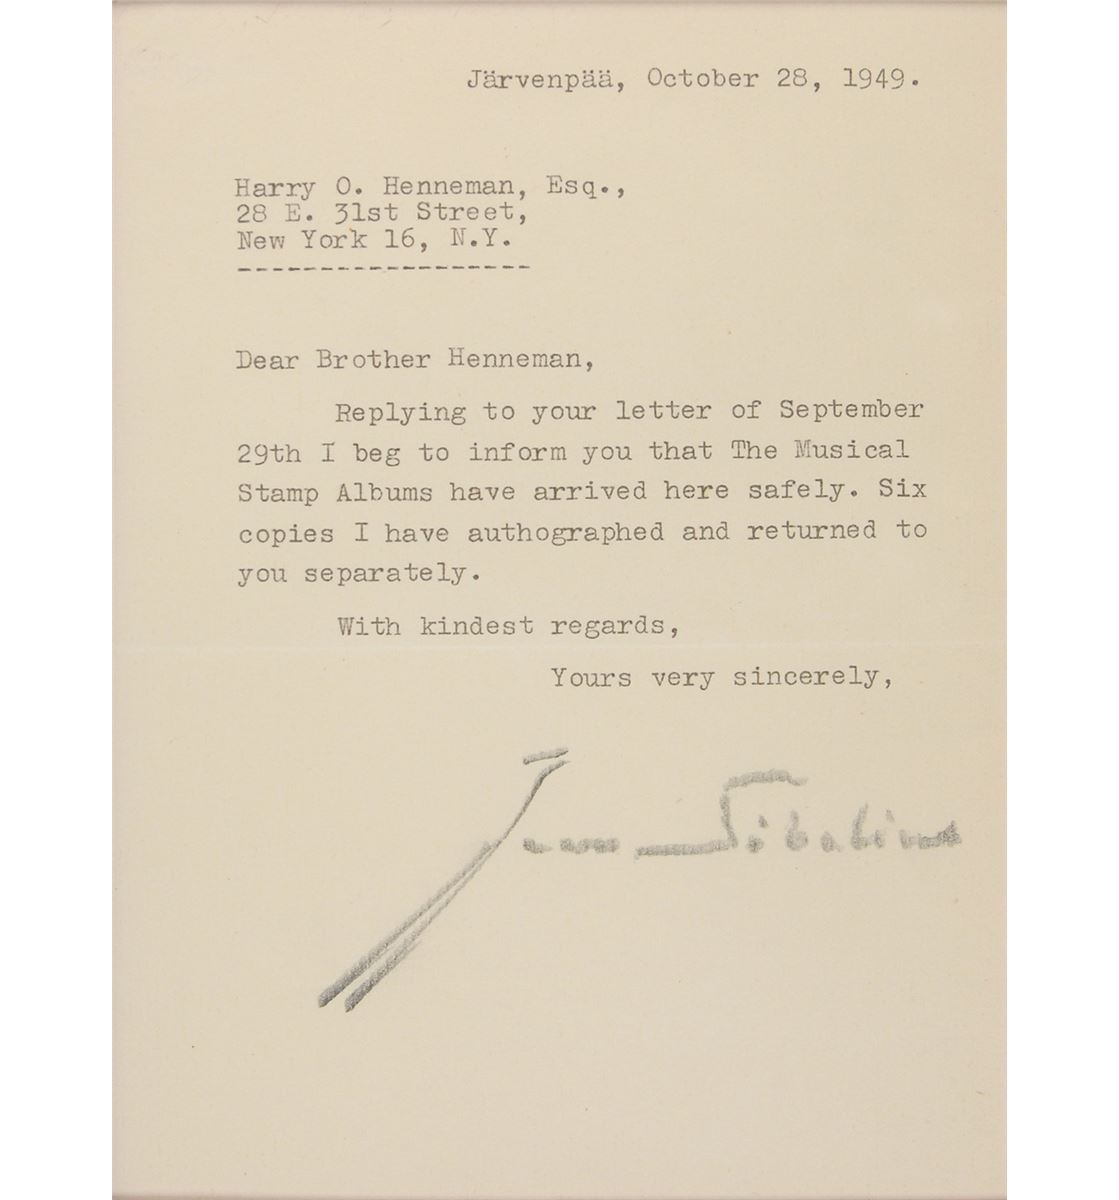 Järvenpää, October 28, 1949.
Harry O. Henneman, Esq.,
28 E. 31st Street,
New York 16, N.Y.
Dear Brother Henneman,
Replying to your letter of September
29th I beg to inform you that The Musical
Stamp Albums have arrived here safely. Six
copies I have authographed and returned to
you separately.
With kindest regards,
Yours very sincerely,
Jean Sibelius